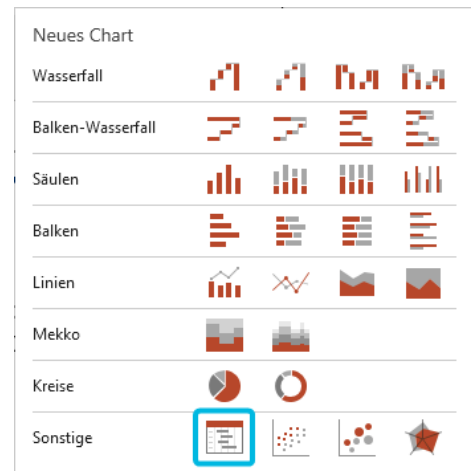 Neues Chart
Wasserfall
Balken-Wasserfall
Säulen
Balken
Linien
Mekko
Kreise
Sonstige